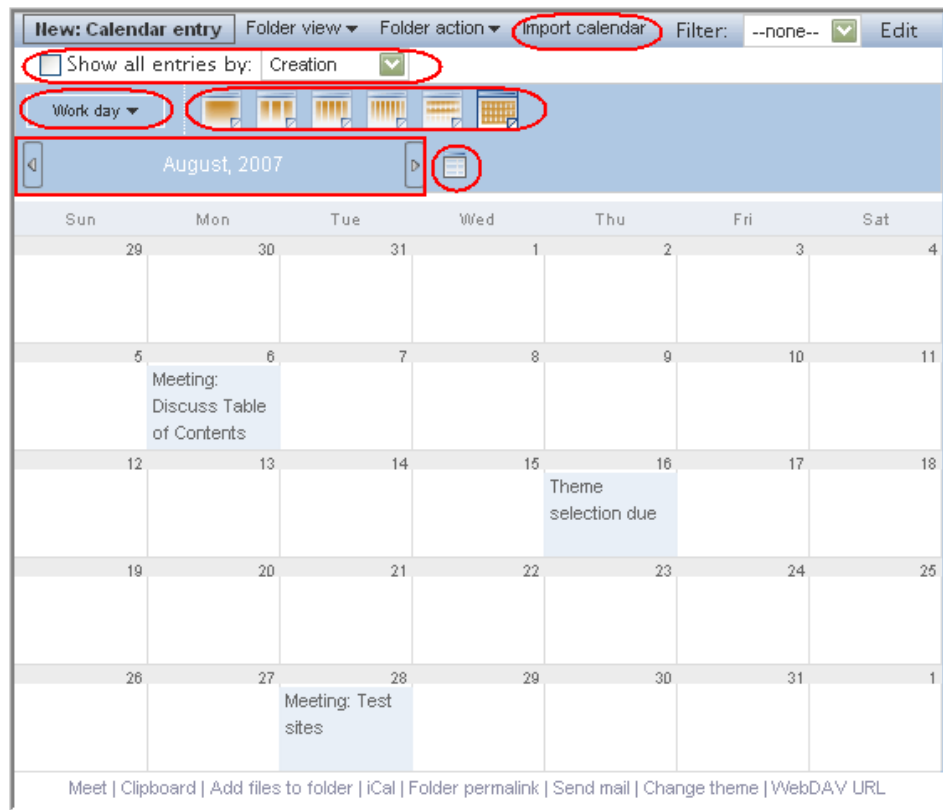 New: Calendar entry Folder view Folder action Import calendar Filter: --none-- Edit
Show all entries by: Creation
Work day
August, 2007
Sun Mon Tue Wed Thu Fri Sat
29 30 31 1 2 3 4
5 6 7 8 9 10 11
Meeting:
Discuss Table
of Contents
12 13 14 15 16 17 18
Theme
selection due
19 20 21 22 23 24 25
26 27 28 29 30 31 1
Meeting: Test
sites
Meet | Clipboard | Add files to folder | iCal | Folder permalink | Send mail | Change theme | WebDAV URL